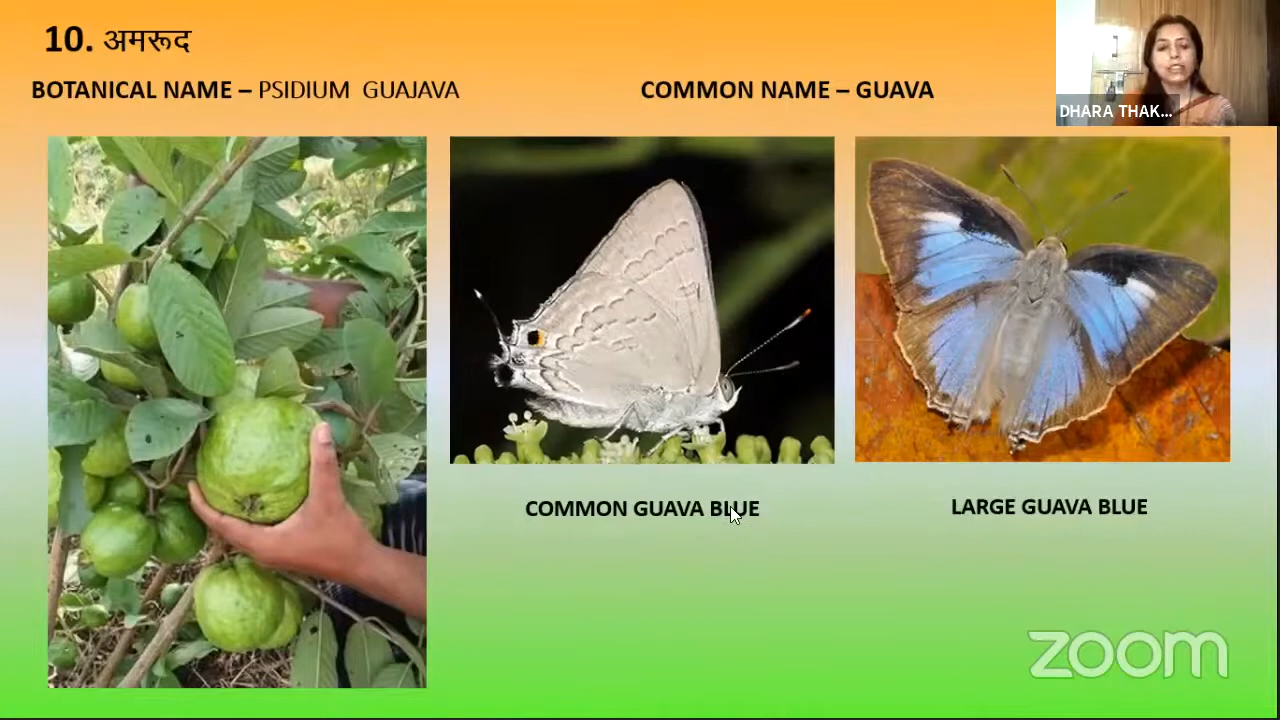 10. अमरूद
BOTANICAL NAME – PSIDIUM GUAJAVA
COMMON NAME – GUAVA
DHARA THAK...
COMMON GUAVA BLUE
LARGE GUAVA BLUE
zoom